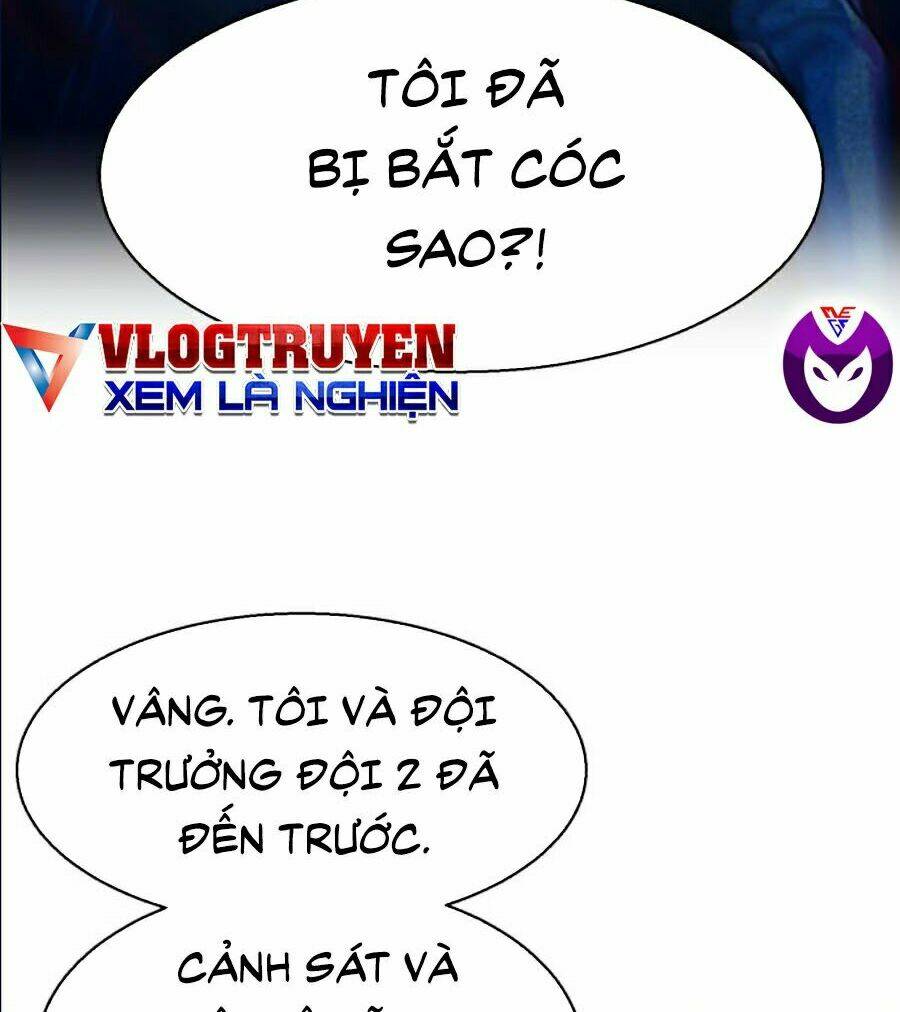 TÔI ĐÃ
BỊ BẮT CÓC
SAO?!
VLOGTRUYEN
XEM LÀ NGHIỆN
VÂNG. TÔI VÀ ĐỘI
TRƯỞNG ĐỘI 2 ĐÃ
ĐẾN TRƯỚC.
CẢNH SÁT VÀ